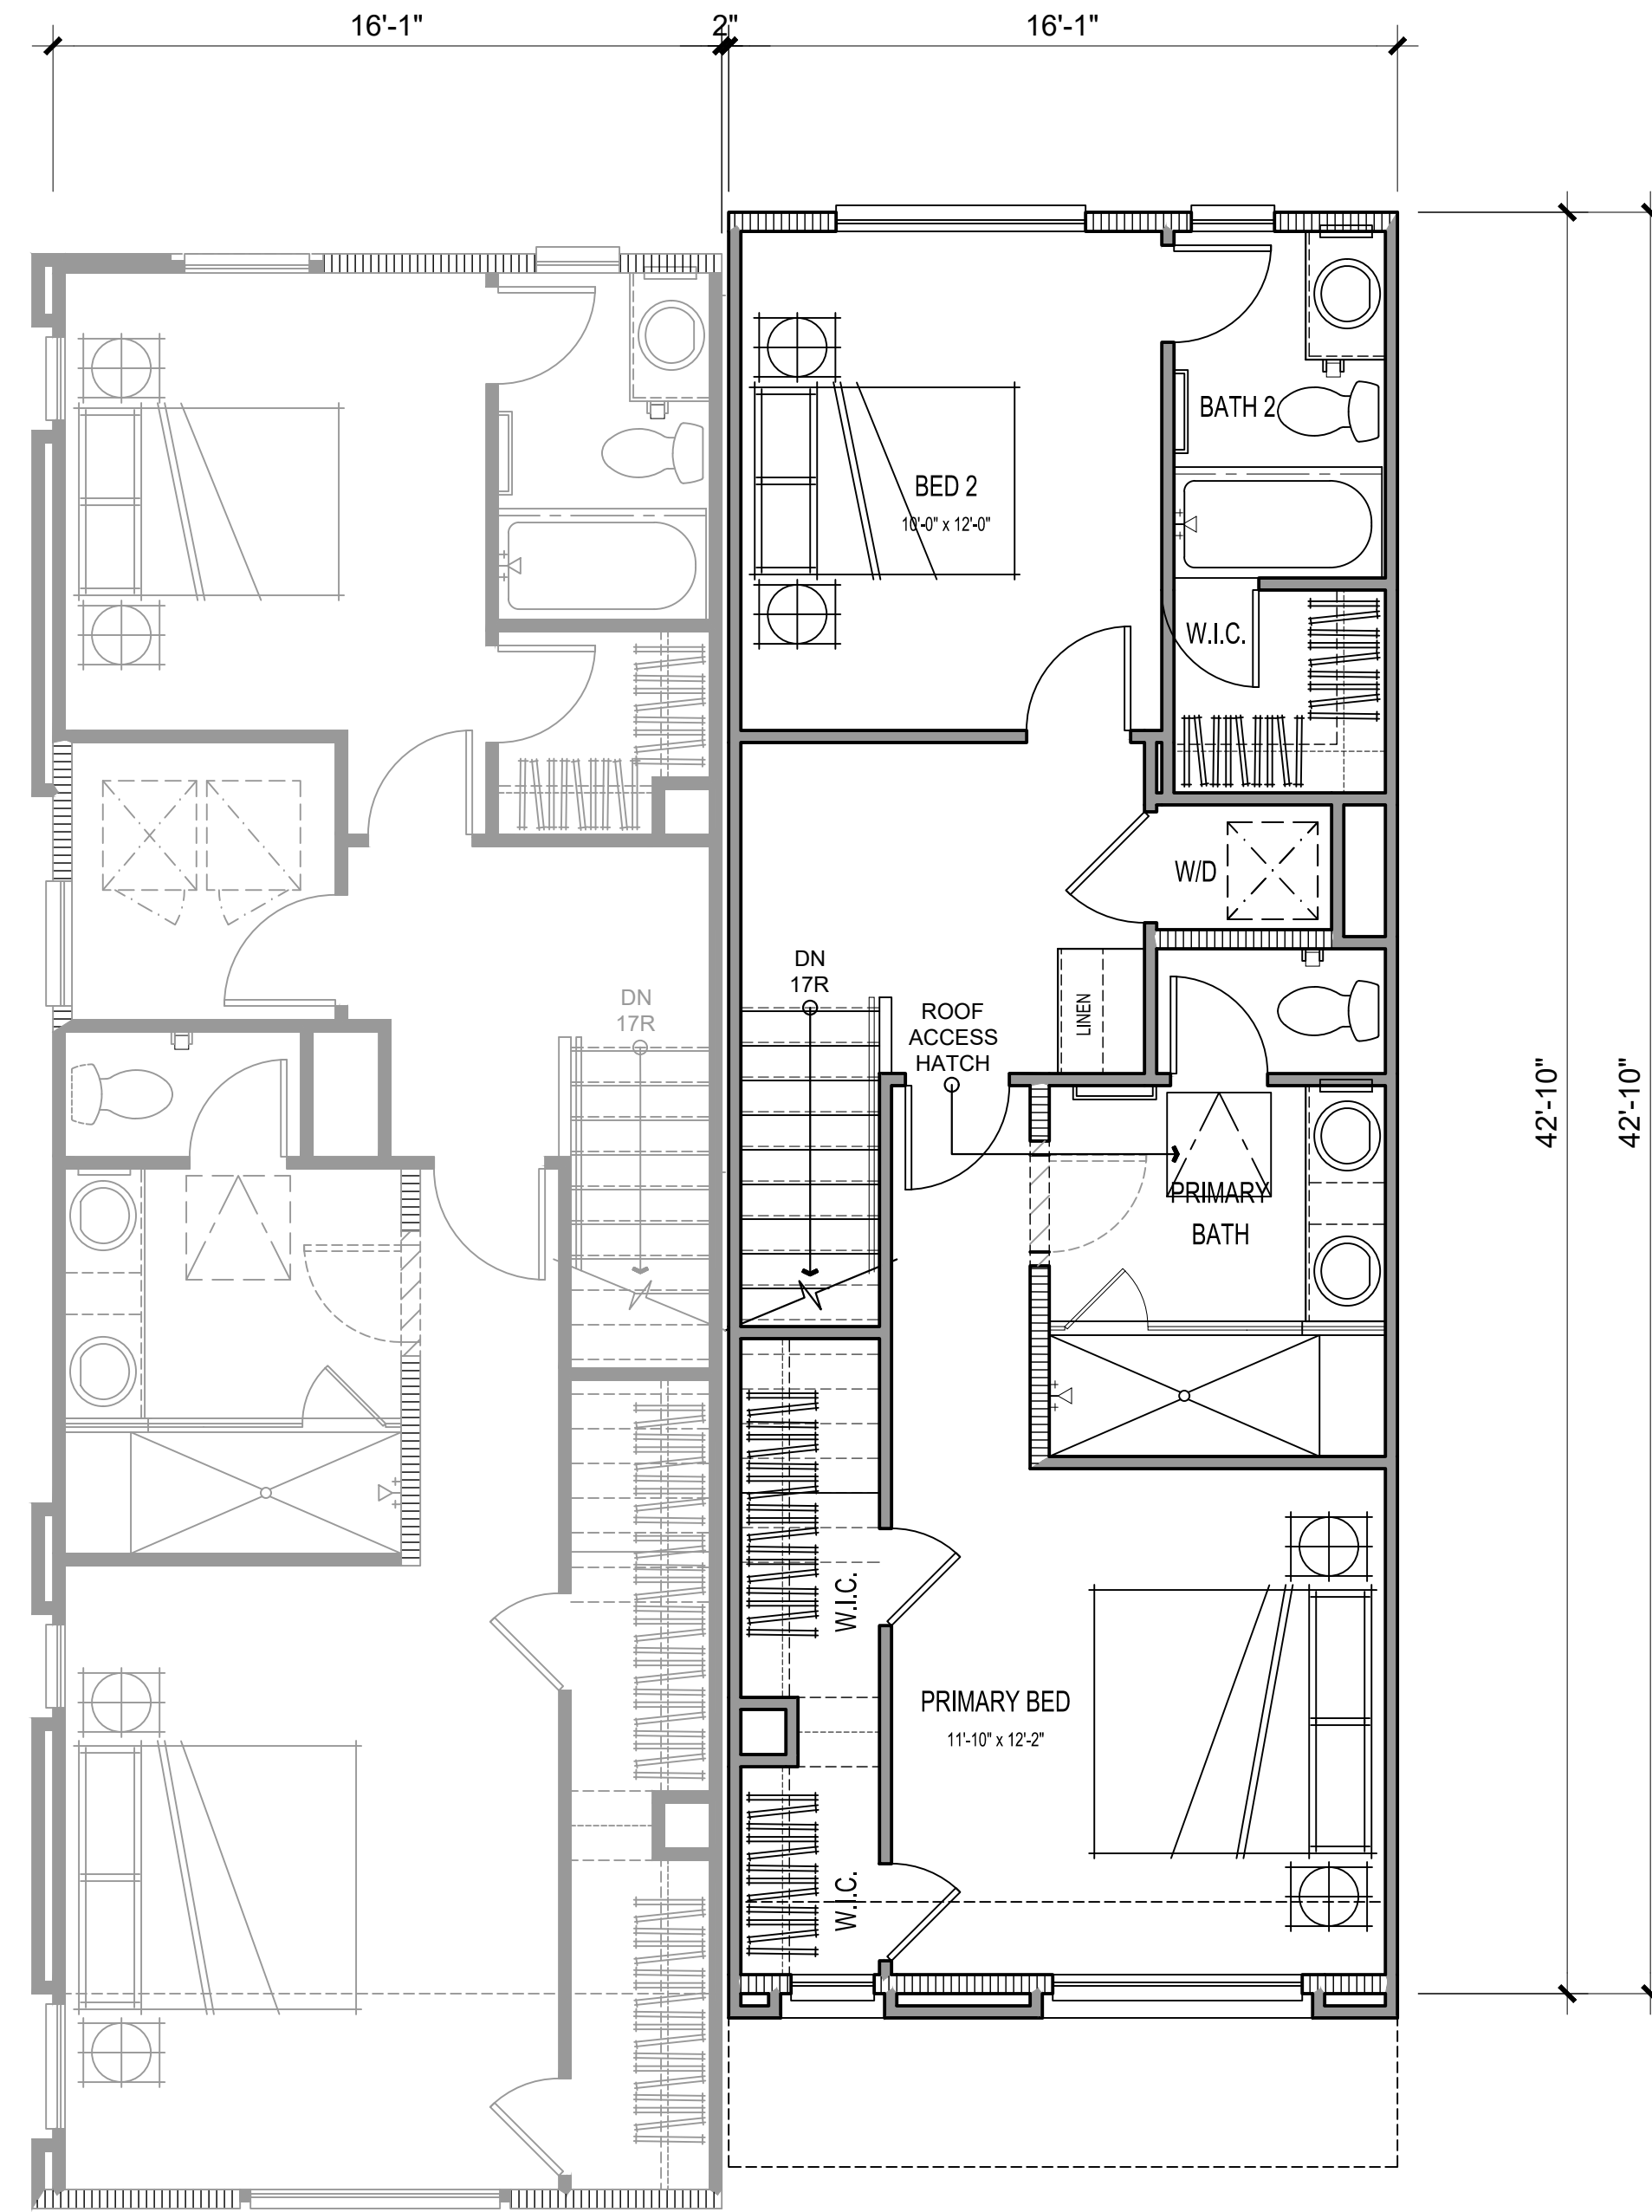 16'-1"
2"
16'-1"
BATH 2
BED 2
10'-0" x 12'-0"
W.I.C.
W/D
DN
17R
DN
17R
ROOF
ACCESS
HATCH
LINEN
42'-10"
42'-10"
PRIMARY
BATH
W.I.C.
PRIMARY BED
11'-10" x 12'-2"
W.I.C.